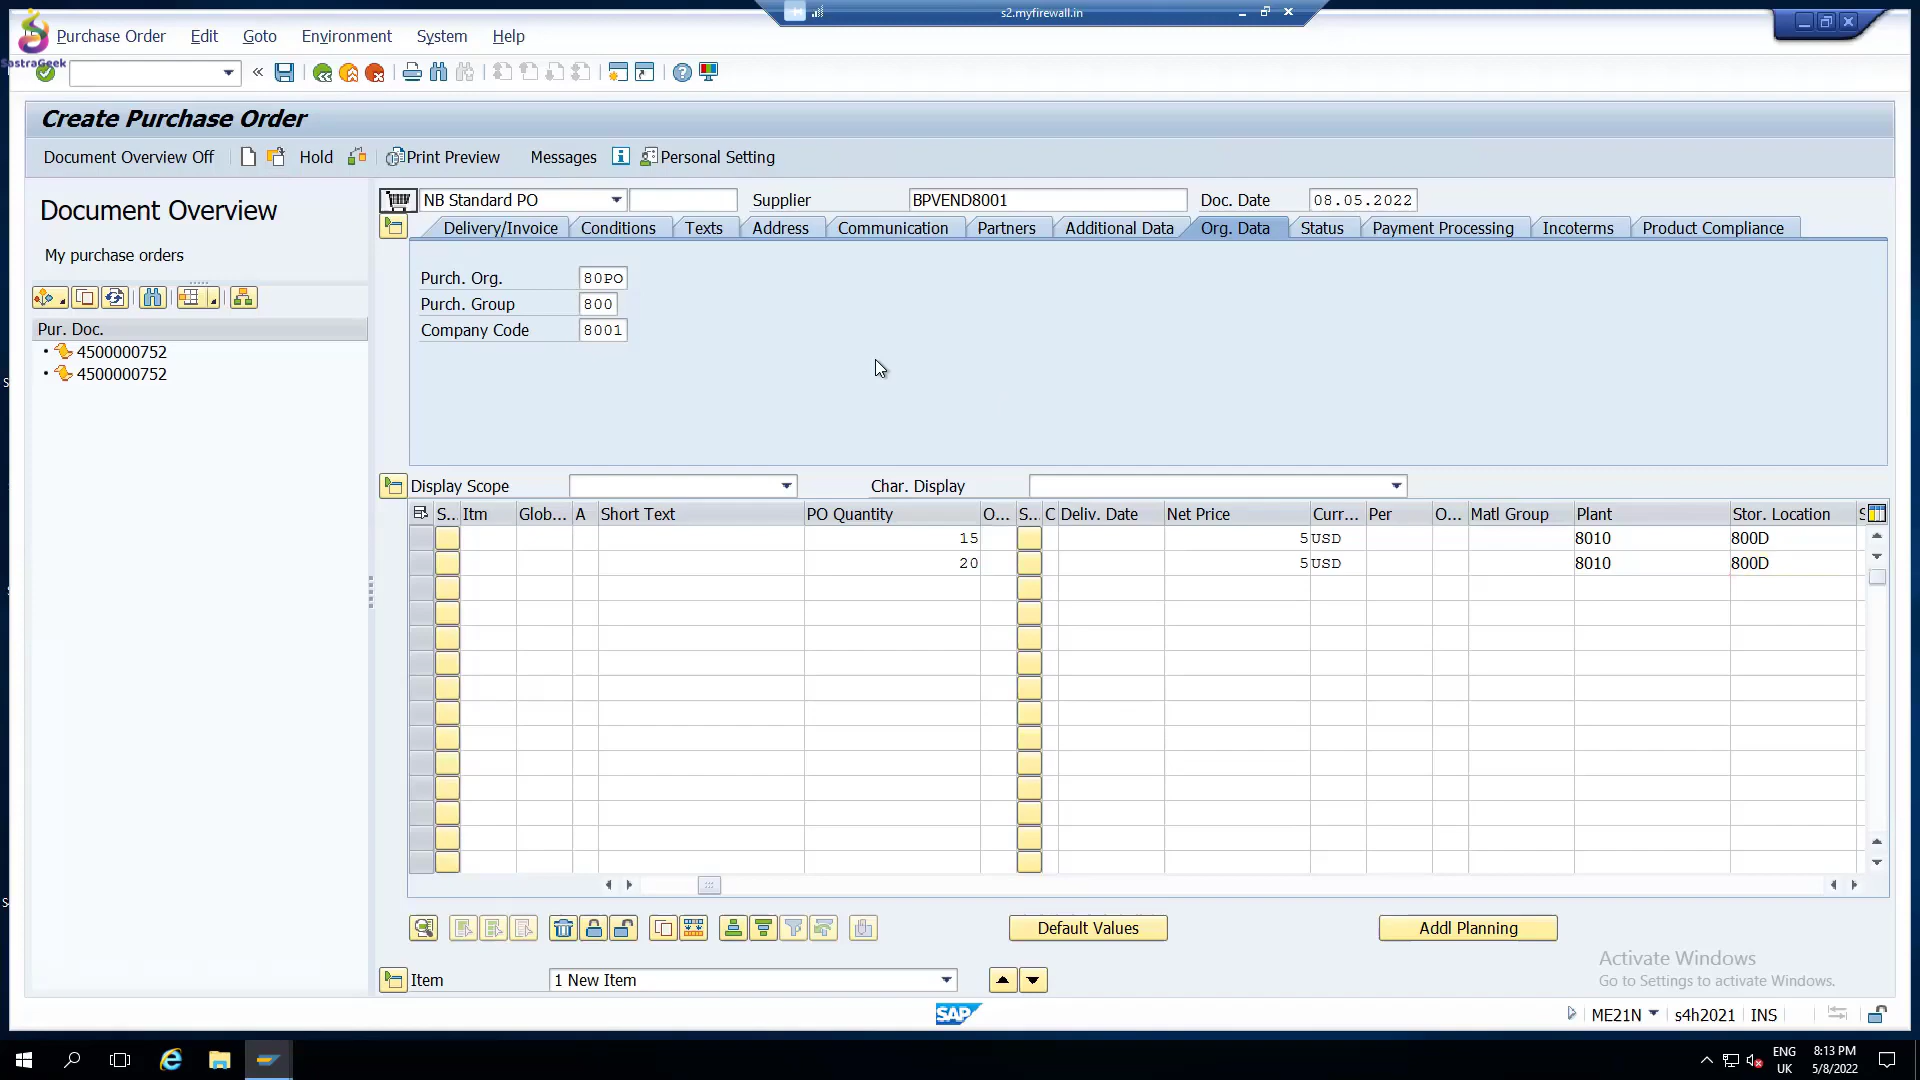 s2.myfirewall.in
Purchase Order Edit Goto Environment System Help
SastraGeek
Create Purchase Order
Document Overview Off Hold Print Preview Messages Personal Setting
Document Overview
My purchase orders
Pur. Doc.
4500000752
4500000752
NB Standard PO Supplier BPVEND8001 Doc. Date 08.05.2022
Delivery/Invoice Conditions Texts Address Communication Partners Additional Data Org. Data Status Payment Processing Incoterms Product Compliance
Purch. Org. 80PO
Purch. Group 800
Company Code 8001
Display Scope Char. Display
S... Itm Glob... A Short Text PO Quantity O... S... C Deliv. Date Net Price Curr... Per O... Matl Group Plant Stor. Location
15 5 USD 8010 800D
20 5 USD 8010 800D
Default Values Addl Planning
Item 1 New Item
Activate Windows
Go to Settings to activate Windows.
SAP
ME21N s4h2021 INS
ENG 8:13 PM
UK 5/8/2022